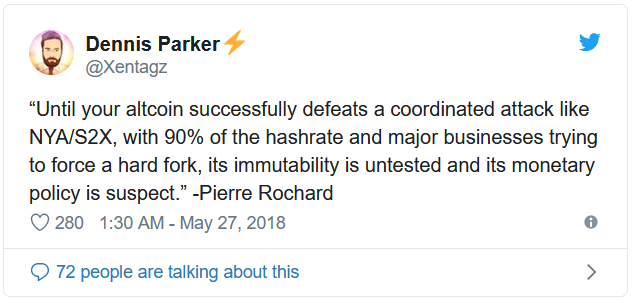 Dennis Parker⚡
@Xentagz
“Until your altcoin successfully defeats a coordinated attack like
NYA/S2X, with 90% of the hashrate and major businesses trying
to force a hard fork, its immutability is untested and its monetary
policy is suspect.” -Pierre Rochard
280 1:30 AM - May 27, 2018
72 people are talking about this